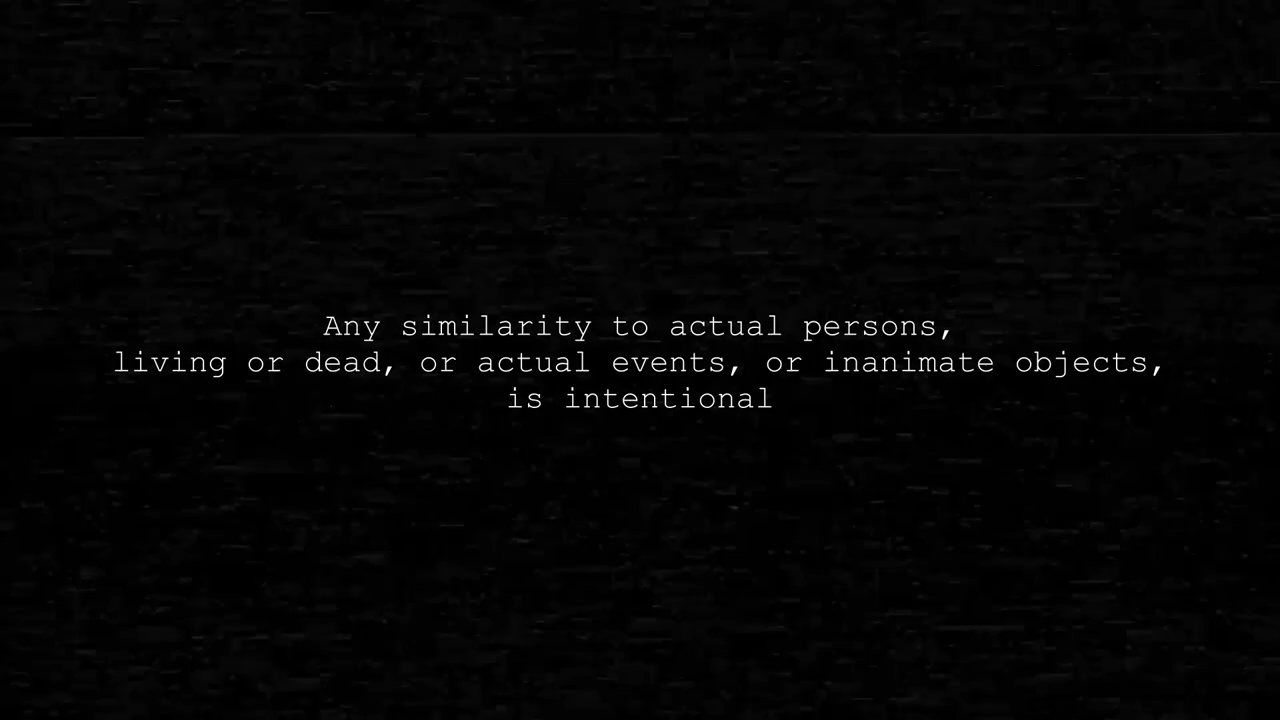 Any similarity to actual persons,
living or dead, or actual events, or inanimate objects,
is intentional